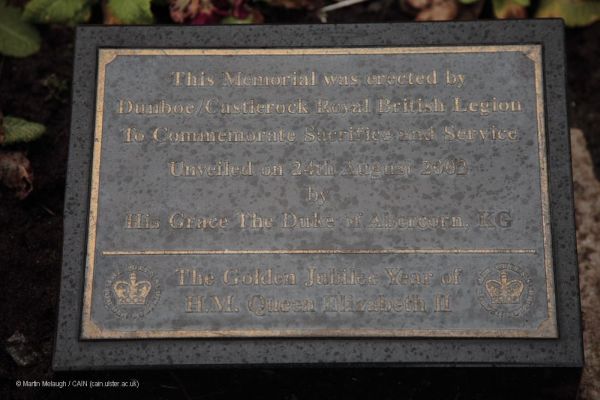 This Memorial was erected by
Dunboe/Castlerock Royal British Legion
To Commemorate Sacrifice and Service
Unveiled on 24th August 2002
by
His Grace The Duke of Abercorn, KG
The Golden Jubilee Year of
H.M. Queen Elizabeth II
© Martin Melaugh / CAIN (cain.ulster.ac.uk)